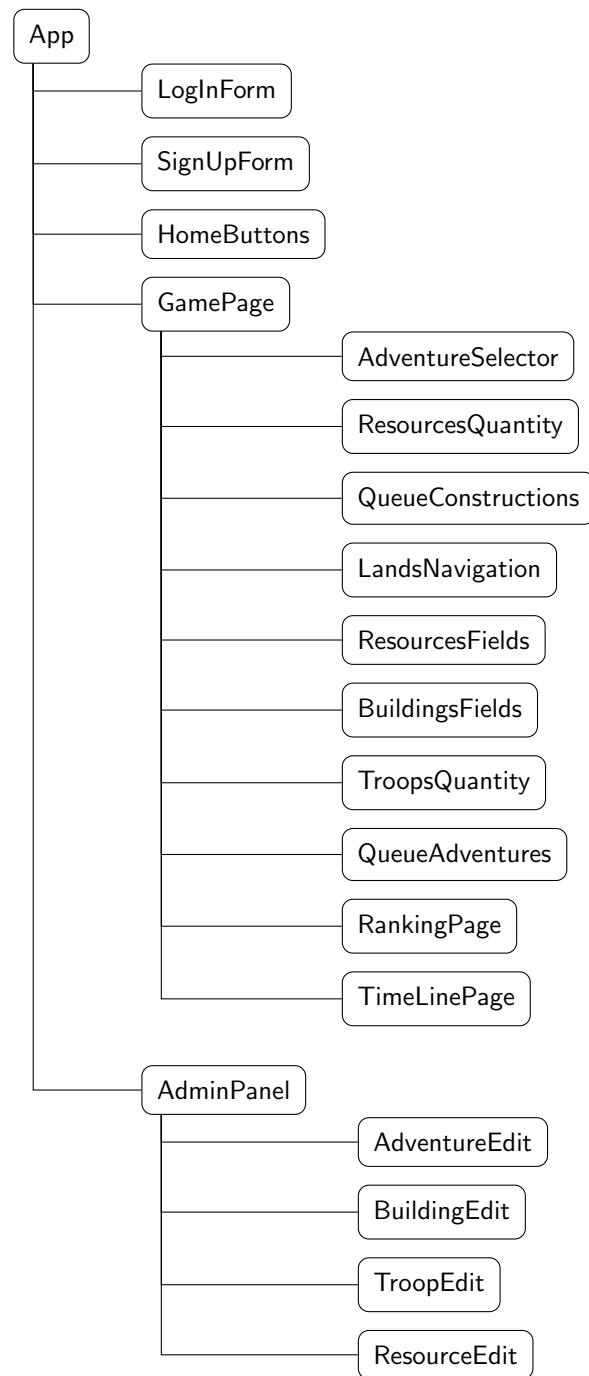 App
LogInForm
SignUpForm
HomeButtons
GamePage
AdventureSelector
ResourcesQuantity
QueueConstructions
LandsNavigation
ResourcesFields
BuildingsFields
TroopsQuantity
QueueAdventures
RankingPage
TimeLinePage
AdminPanel
AdventureEdit
BuildingEdit
TroopEdit
ResourceEdit